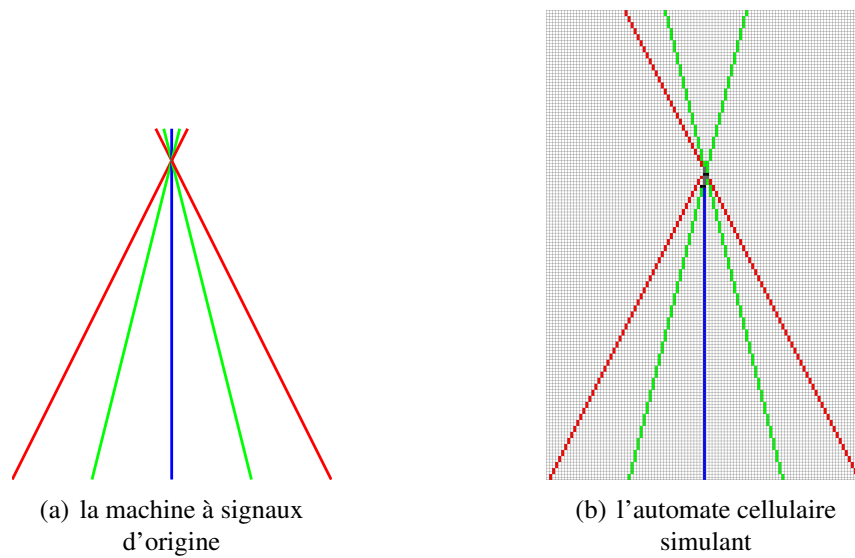 (a) la machine à signaux
d'origine
(b) l'automate cellulaire
simulant